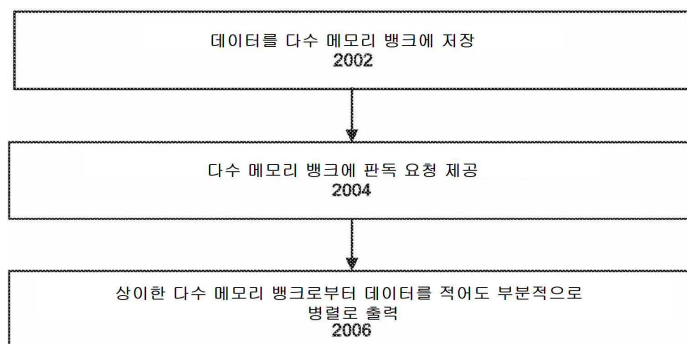 데이터를 다수 메모리 뱅크에 저장
2002
다수 메모리 뱅크에 판독 요청 제공
2004
상이한 다수 메모리 뱅크로부터 데이터를 적어도 부분적으로
병렬로 출력
2006